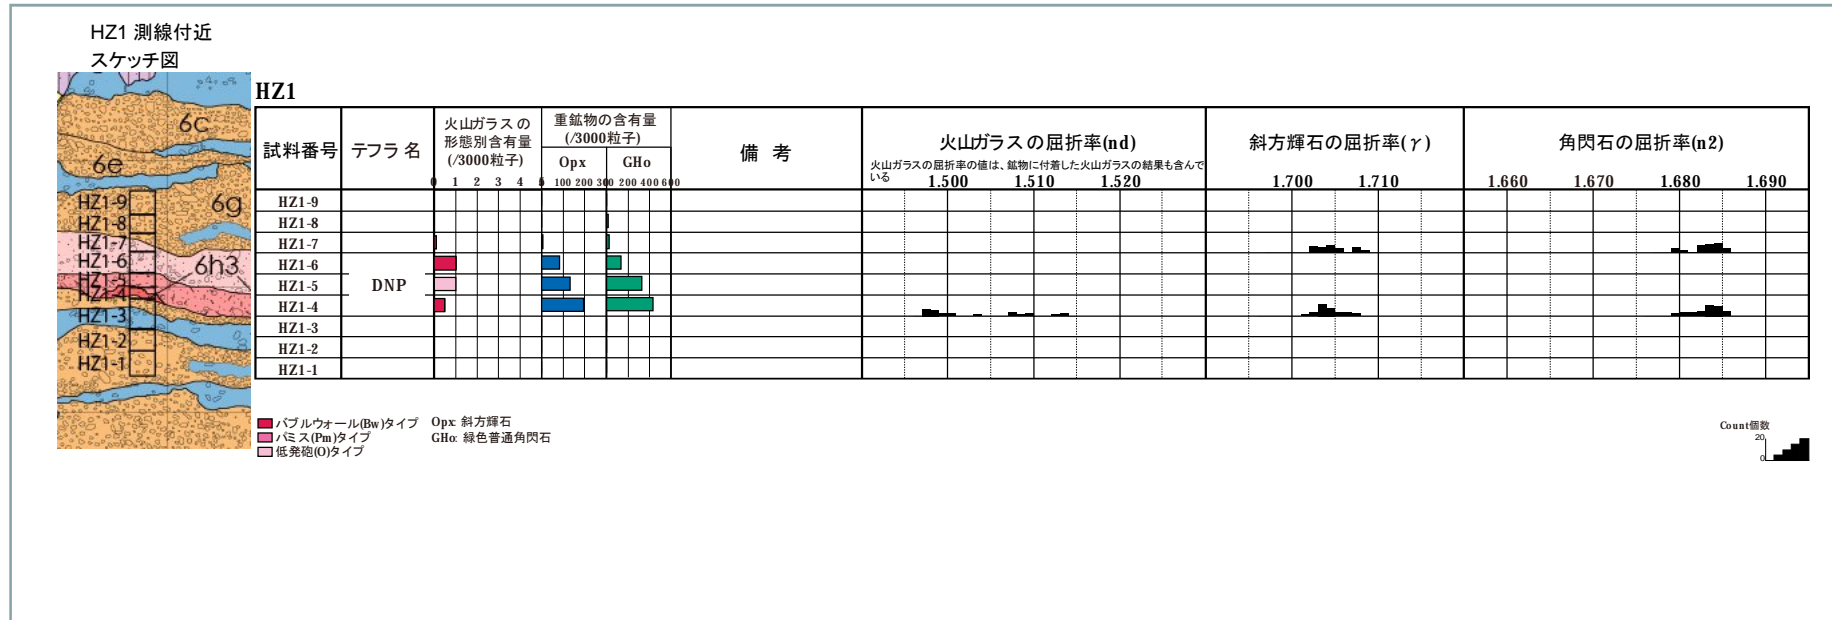 HZ1 測線付近
スケッチ図
6c
6e
6g
6h3
HZ1-9
HZ1-8
HZ1-7
HZ1-6
HZ1-5
HZ1-3
HZ1-2
HZ1-1
HZ1
試料番号
テフラ名
火山ガラスの
形態別含有量
(/3000粒子)
0 1 2 3 4 5
重鉱物の含有量
(/3000粒子)
Opx
GHo
100 200 300
200 400 600
備 考
火山ガラスの屈折率(nd)
火山ガラスの屈折率の値は、鉱物に付着した火山ガラスの結果も含んで
いる
1.500 1.510 1.520
斜方輝石の屈折率(γ)
1.700 1.710
角閃石の屈折率(n2)
1.660 1.670 1.680 1.690
HZ1-9
HZ1-8
HZ1-7
HZ1-6
HZ1-5
DNP
HZ1-4
HZ1-3
HZ1-2
HZ1-1
バブルウォール(Bw)タイプ
パミス(Pm)タイプ
低発泡(O)タイプ
Opx: 斜方輝石
GHo: 緑色普通角閃石
Count個数
20
0